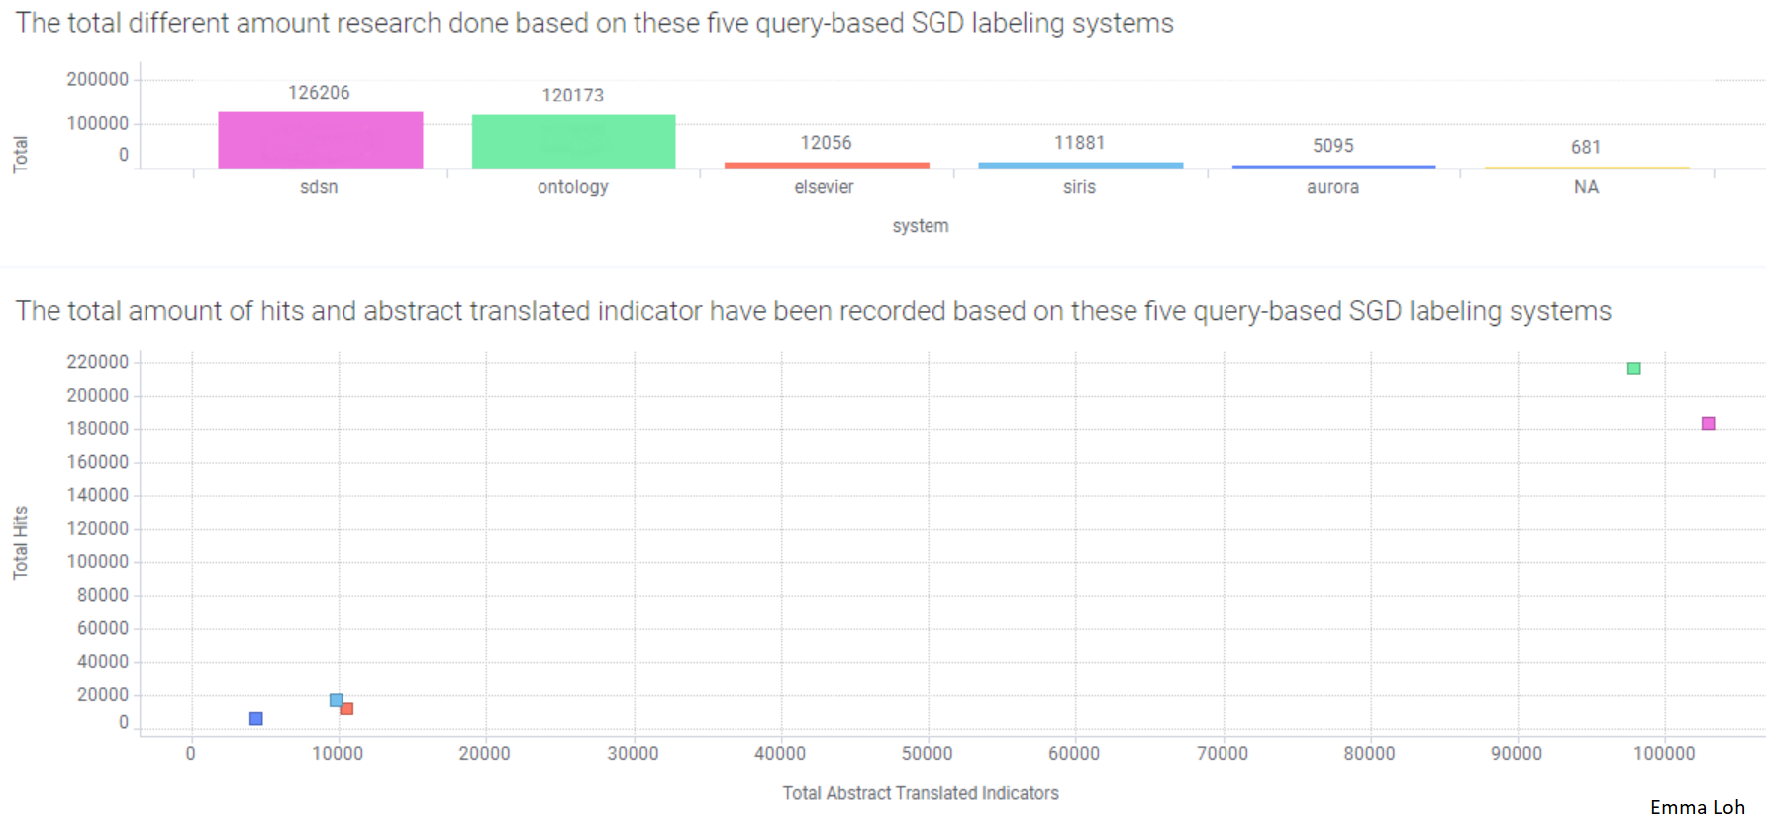 The total different amount research done based on these five query-based SGD labeling systems
200000
100000
0
Total
126206
120173
12056
11881
5095
681
sdsn
ontology
elsevier
siris
aurora
NA
system
The total amount of hits and abstract translated indicator have been recorded based on these five query-based SGD labeling systems
220000
200000
180000
160000
140000
120000
100000
80000
60000
40000
20000
0
Total Hits
0
10000
20000
30000
40000
50000
60000
70000
80000
90000
100000
Total Abstract Translated Indicators
Emma Loh